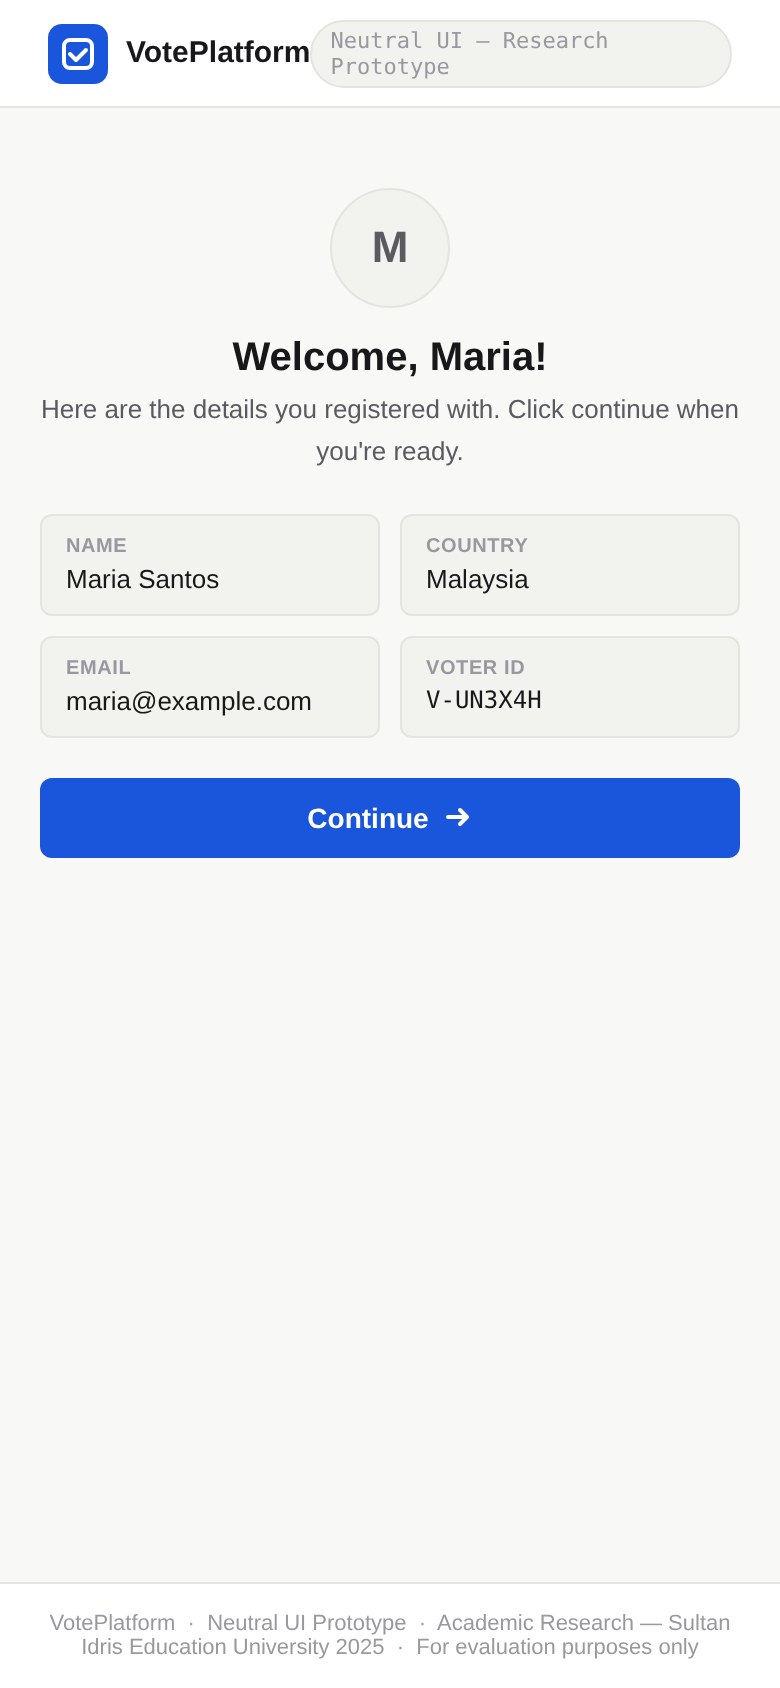 VotePlatform
Neutral UI — Research
Prototype
M
Welcome, Maria!
Here are the details you registered with. Click continue when
you're ready.
NAME
Maria Santos
COUNTRY
Malaysia
EMAIL
maria@example.com
VOTER ID
V-UN3X4H
Continue →
VotePlatform · Neutral UI Prototype · Academic Research — Sultan
Idris Education University 2025 · For evaluation purposes only